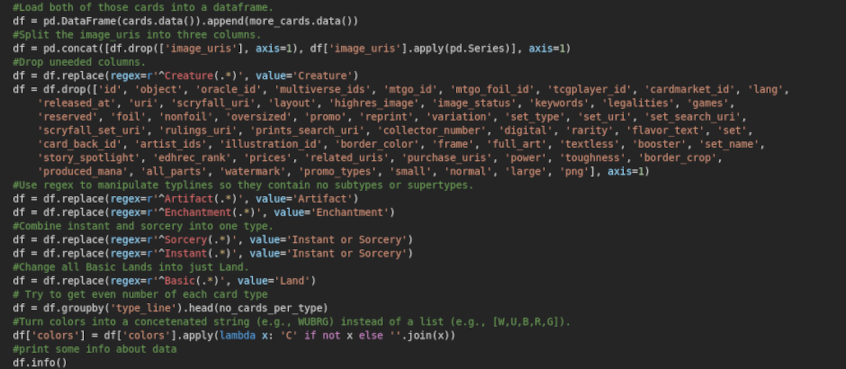 #Load both of those cards into a dataframe.
df = pd.DataFrame(cards.data()).append(more_cards.data())
#Split the image_uris into three columns.
df = pd.concat([df.drop(['image_uris'], axis=1), df['image_uris'].apply(pd.Series)], axis=1)
#Drop uneeded columns.
df = df.replace(regex=r'^Creature(.*)', value='Creature')
df = df.drop(['id', 'object', 'oracle_id', 'multiverse_ids', 'mtgo_id', 'mtgo_foil_id', 'tcgplayer_id', 'cardmarket_id', 'lang',
'released_at', 'uri', 'scryfall_uri', 'layout', 'highres_image', 'image_status', 'keywords', 'legalities', 'games',
'reserved', 'foil', 'nonfoil', 'oversized', 'promo', 'reprint', 'variation', 'set_type', 'set_uri', 'set_search_uri',
'scryfall_set_uri', 'rulings_uri', 'prints_search_uri', 'collector_number', 'digital', 'rarity', 'flavor_text', 'set',
'card_back_id', 'artist_ids', 'illustration_id', 'border_color', 'frame', 'full_art', 'textless', 'booster', 'set_name',
'story_spotlight', 'edhrec_rank', 'prices', 'related_uris', 'purchase_uris', 'power', 'toughness', 'border_crop',
'produced_mana', 'all_parts', 'watermark', 'promo_types', 'small', 'normal', 'large', 'png'], axis=1)
#Use regex to manipulate typlines so they contain no subtypes or supertypes.
df = df.replace(regex=r'^Artifact(.*)', value='Artifact')
df = df.replace(regex=r'^Enchantment(.*)', value='Enchantment')
#Combine instant and sorcery into one type.
df = df.replace(regex=r'^Sorcery(.*)', value='Instant or Sorcery')
df = df.replace(regex=r'^Instant(.*)', value='Instant or Sorcery')
#Change all Basic Lands into just Land.
df = df.replace(regex=r'^Basic(.*)', value='Land')
# Try to get even number of each card type
df = df.groupby('type_line').head(no_cards_per_type)
#Turn colors into a concetenated string (e.g., WUBRG) instead of a list (e.g., [W,U,B,R,G]).
df['colors'] = df['colors'].apply(lambda x: 'C' if not x else ''.join(x))
#print some info about data
df.info()